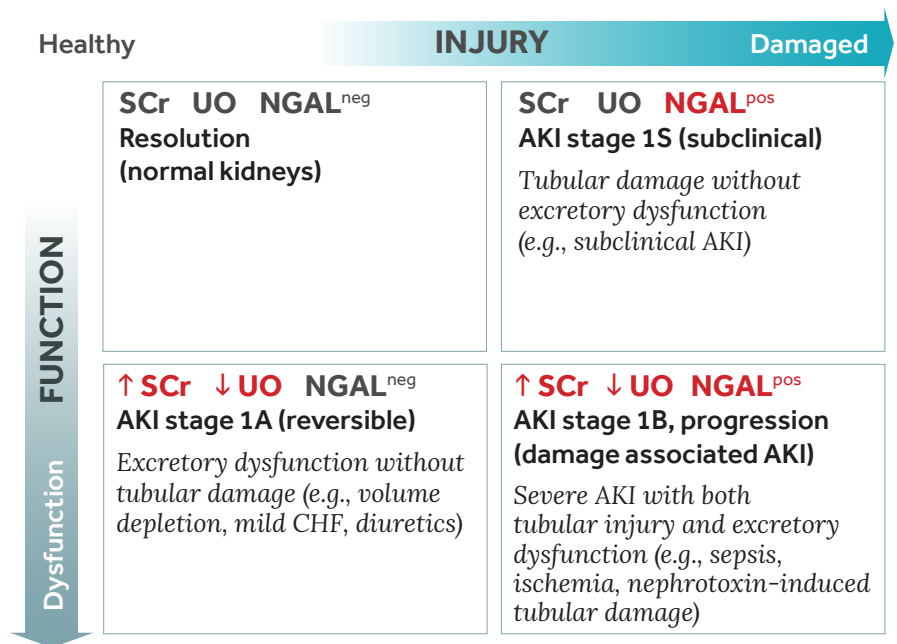 Healthy
INJURY
Damaged
FUNCTION
Dysfunction
SCr UO NGALneg
Resolution
(normal kidneys)
SCr UO NGALpos
AKI stage 1S (subclinical)
Tubular damage without
excretory dysfunction
(e.g., subclinical AKI)
↑ SCr ↓ UO NGALneg
AKI stage 1A (reversible)
Excretory dysfunction without
tubular damage (e.g., volume
depletion, mild CHF, diuretics)
↑ SCr ↓ UO NGALpos
AKI stage 1B, progression
(damage associated AKI)
Severe AKI with both
tubular injury and excretory
dysfunction (e.g., sepsis,
ischemia, nephrotoxin-induced
tubular damage)